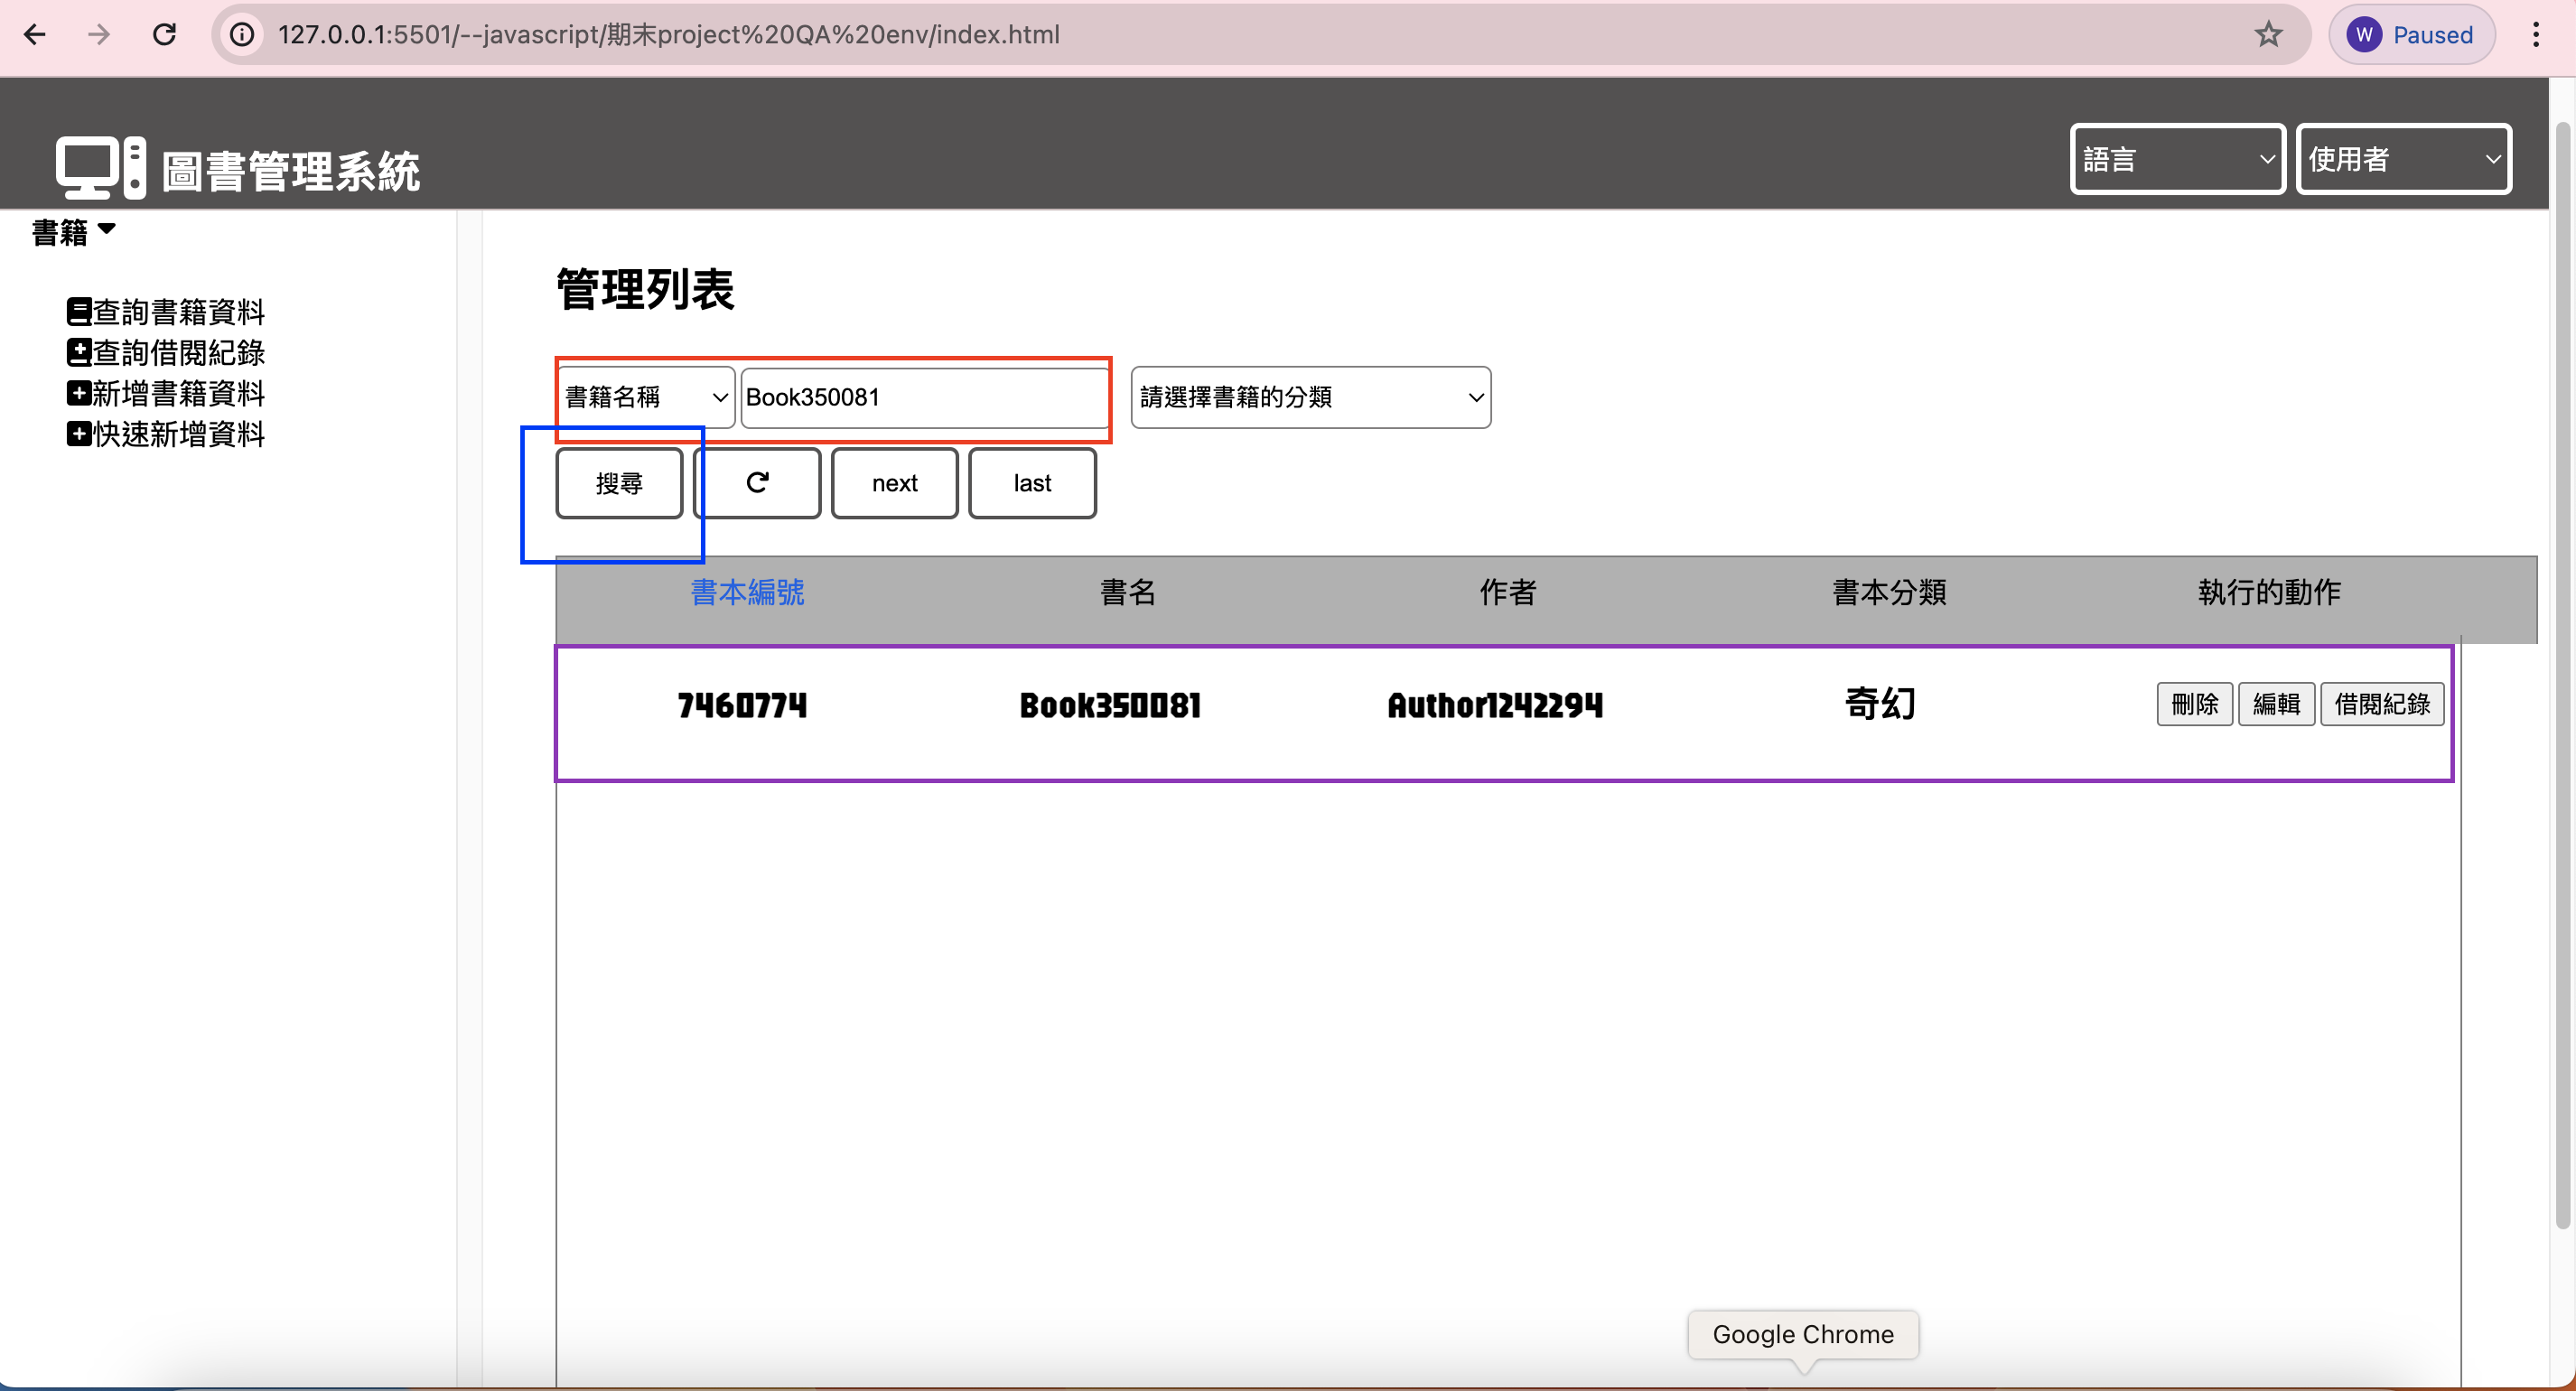 127.0.0.1:5501/--javascript/期末project%20QA%20env/index.html
W Paused
圖書管理系統
語言 使用者
書籍
查詢書籍資料
查詢借閱紀錄
新增書籍資料
快速新增資料
管理列表
書籍名稱 Book350081 請選擇書籍的分類
搜尋 next last
書本編號 書名 作者 書本分類 執行的動作
7460774 Book350081 Author1242294 奇幻 刪除 編輯 借閱紀錄
Google Chrome